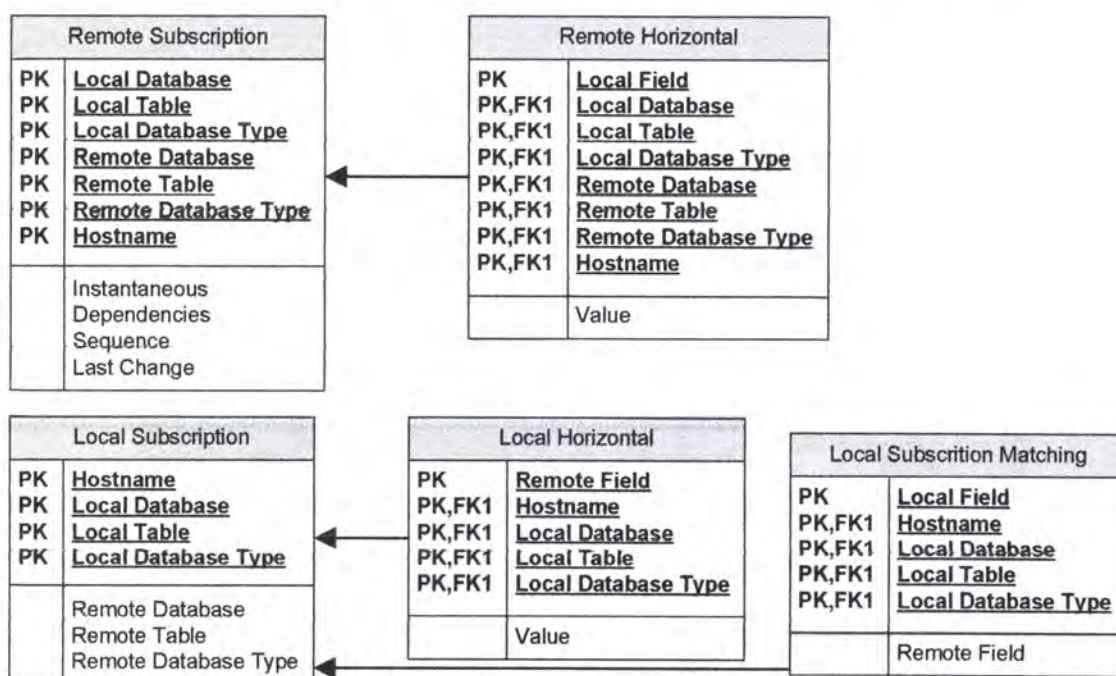 Remote Subscription
PK Local Database
PK Local Table
PK Local Database Type
PK Remote Database
PK Remote Table
PK Remote Database Type
PK Hostname
Instantaneous
Dependencies
Sequence
Last Change
Remote Horizontal
PK Local Field
PK,FK1 Local Database
PK,FK1 Local Table
PK,FK1 Local Database Type
PK,FK1 Remote Database
PK,FK1 Remote Table
PK,FK1 Remote Database Type
PK,FK1 Hostname
Value
Local Subscription
PK Hostname
PK Local Database
PK Local Table
PK Local Database Type
Remote Database
Remote Table
Remote Database Type
Local Horizontal
PK Remote Field
PK,FK1 Hostname
PK,FK1 Local Database
PK,FK1 Local Table
PK,FK1 Local Database Type
Value
Local Subscrition Matching
PK Local Field
PK,FK1 Hostname
PK,FK1 Local Database
PK,FK1 Local Table
PK,FK1 Local Database Type
Remote Field